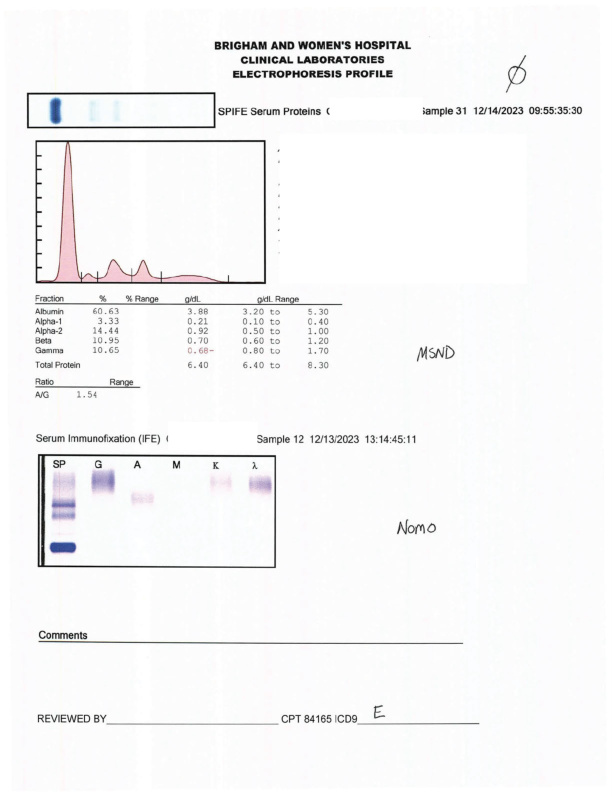 BRIGHAM AND WOMEN'S HOSPITAL
CLINICAL LABORATORIES
ELECTROPHORESIS PROFILE
SPIFE Serum Proteins ( Sample 31 12/14/2023 09:55:35:30
Fraction % % Range g/dL g/dL Range
Albumin 60.63 3.88 3.20 to 5.30
Alpha-1 3.33 0.21 0.10 to 0.40
Alpha-2 14.44 0.92 0.50 to 1.00
Beta 10.95 0.70 0.60 to 1.20
Gamma 10.65 0.68- 0.80 to 1.70
MSND
Total Protein 6.40 6.40 to 8.30
Ratio Range
A/G 1.54
Serum Immunofixation (IFE) ( Sample 12 12/13/2023 13:14:45:11
SP G A M K λ
Nomo
Comments
REVIEWED BY CPT 84165 ICD9 E